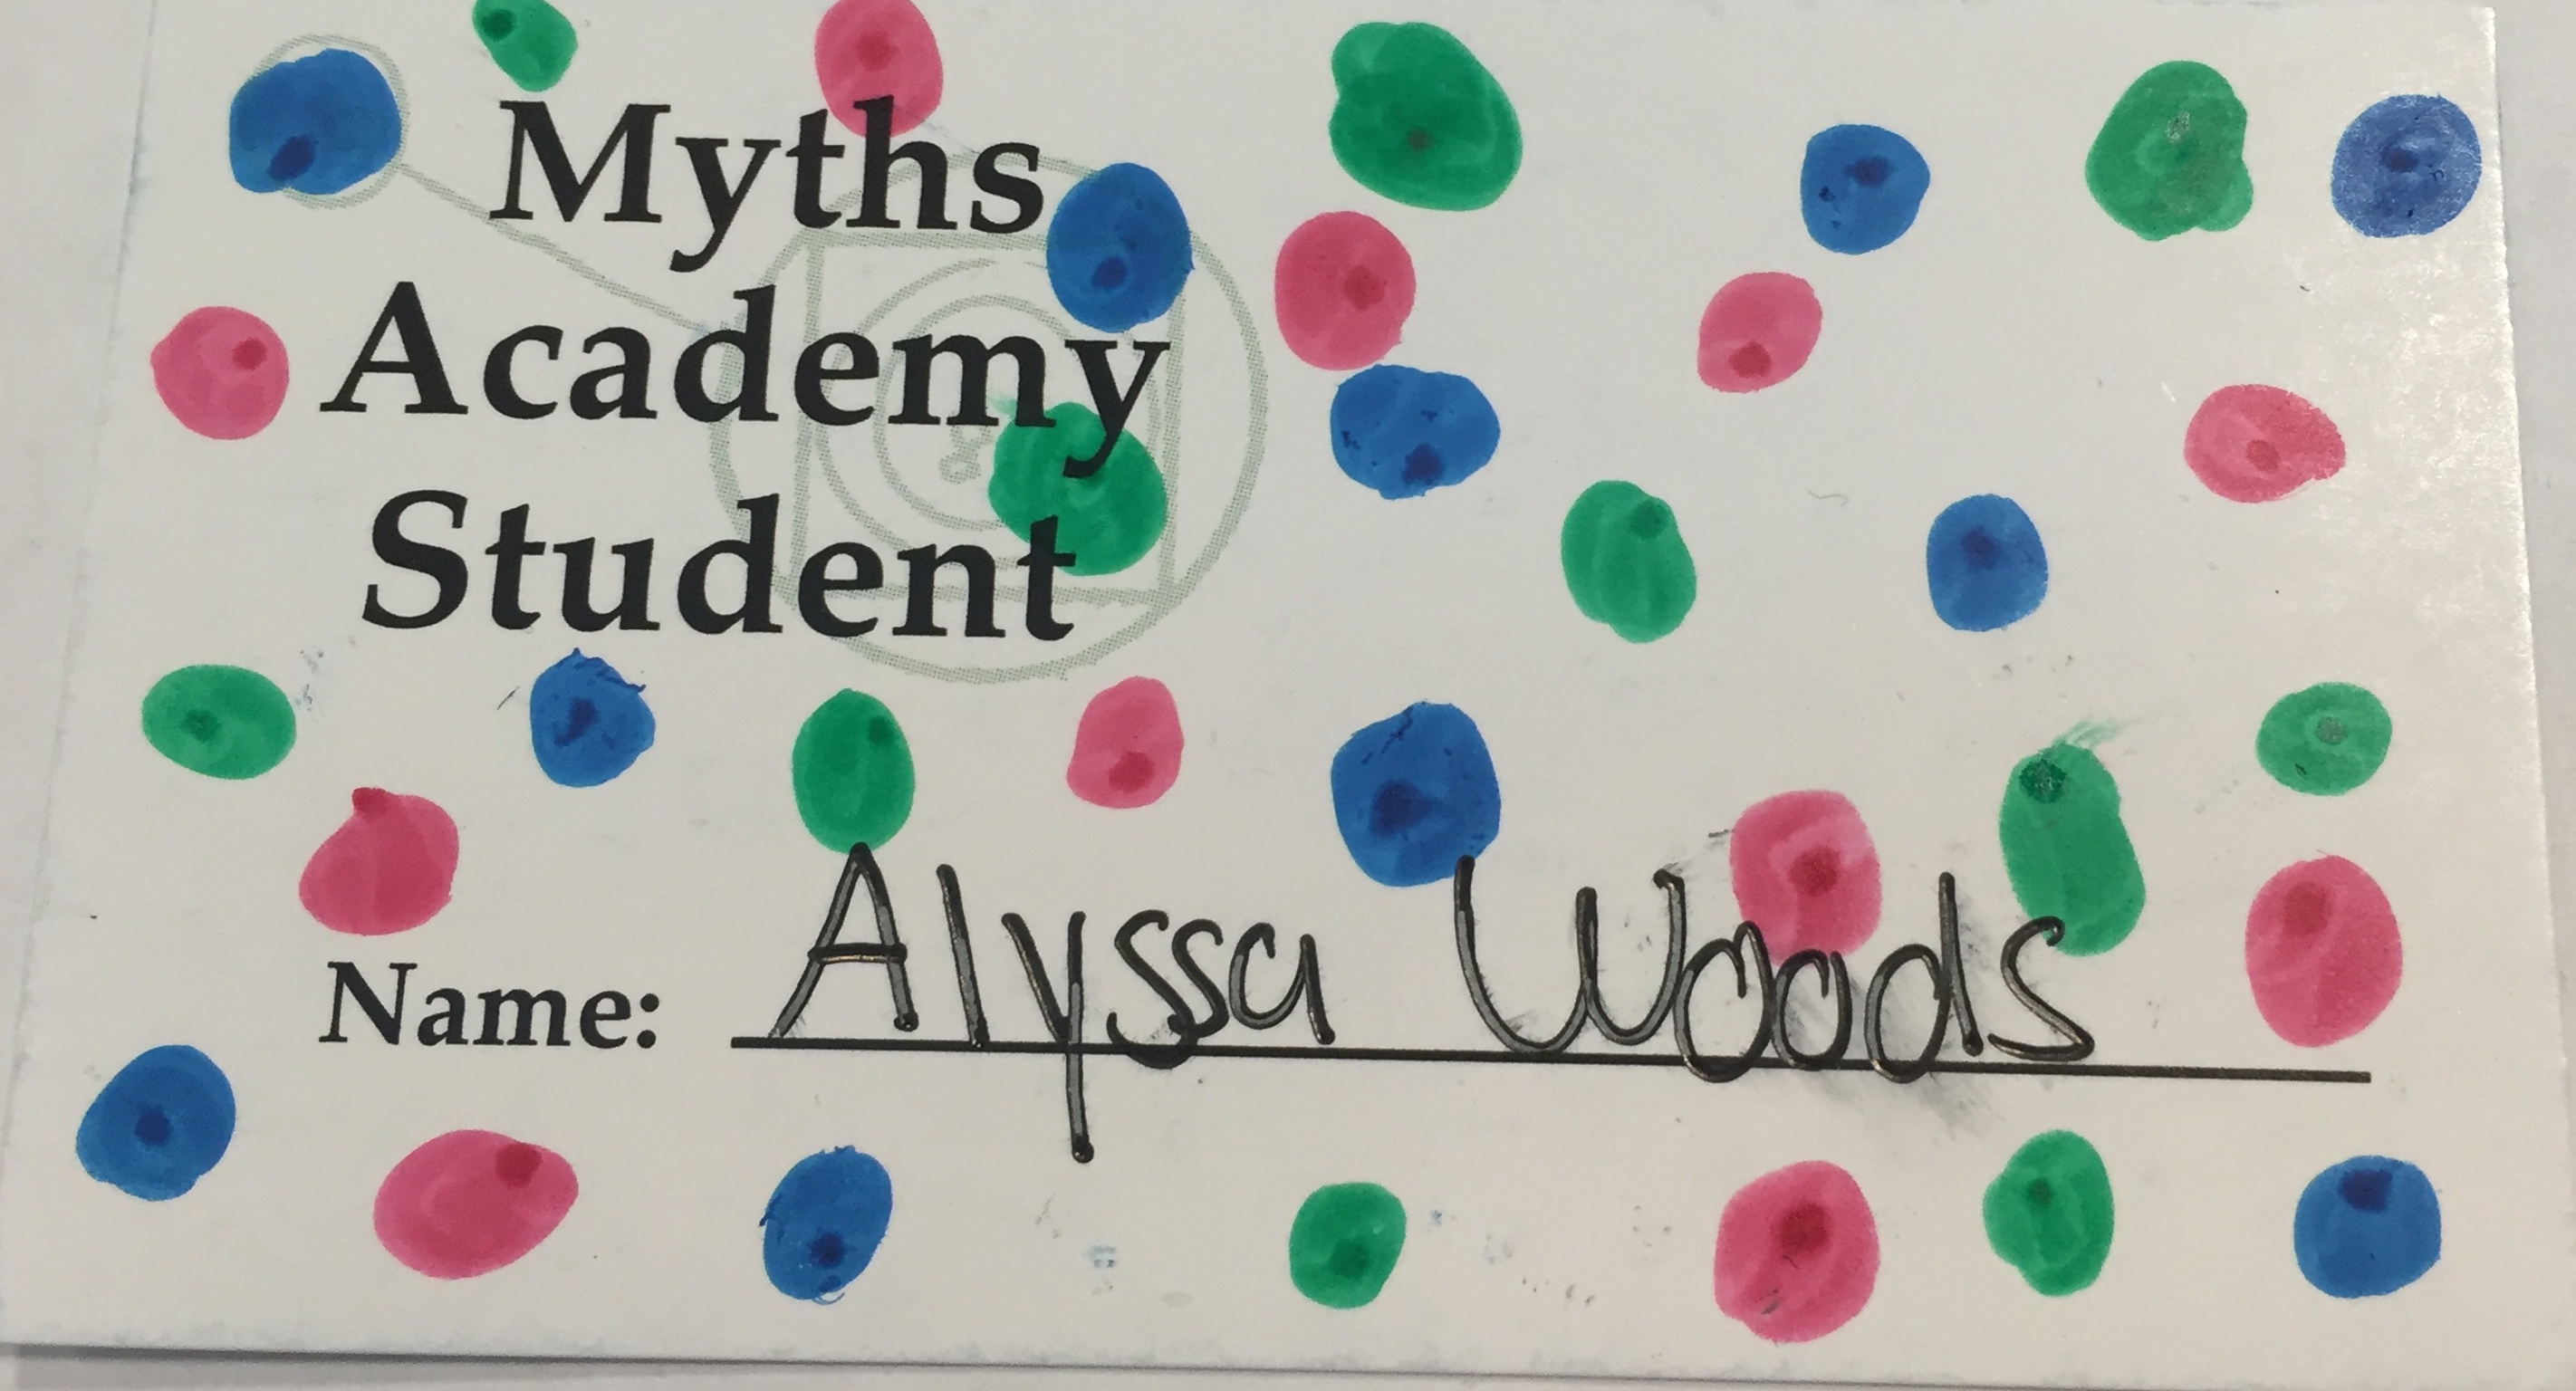 Myths
Academy
Student
Name: Alyssa Woods